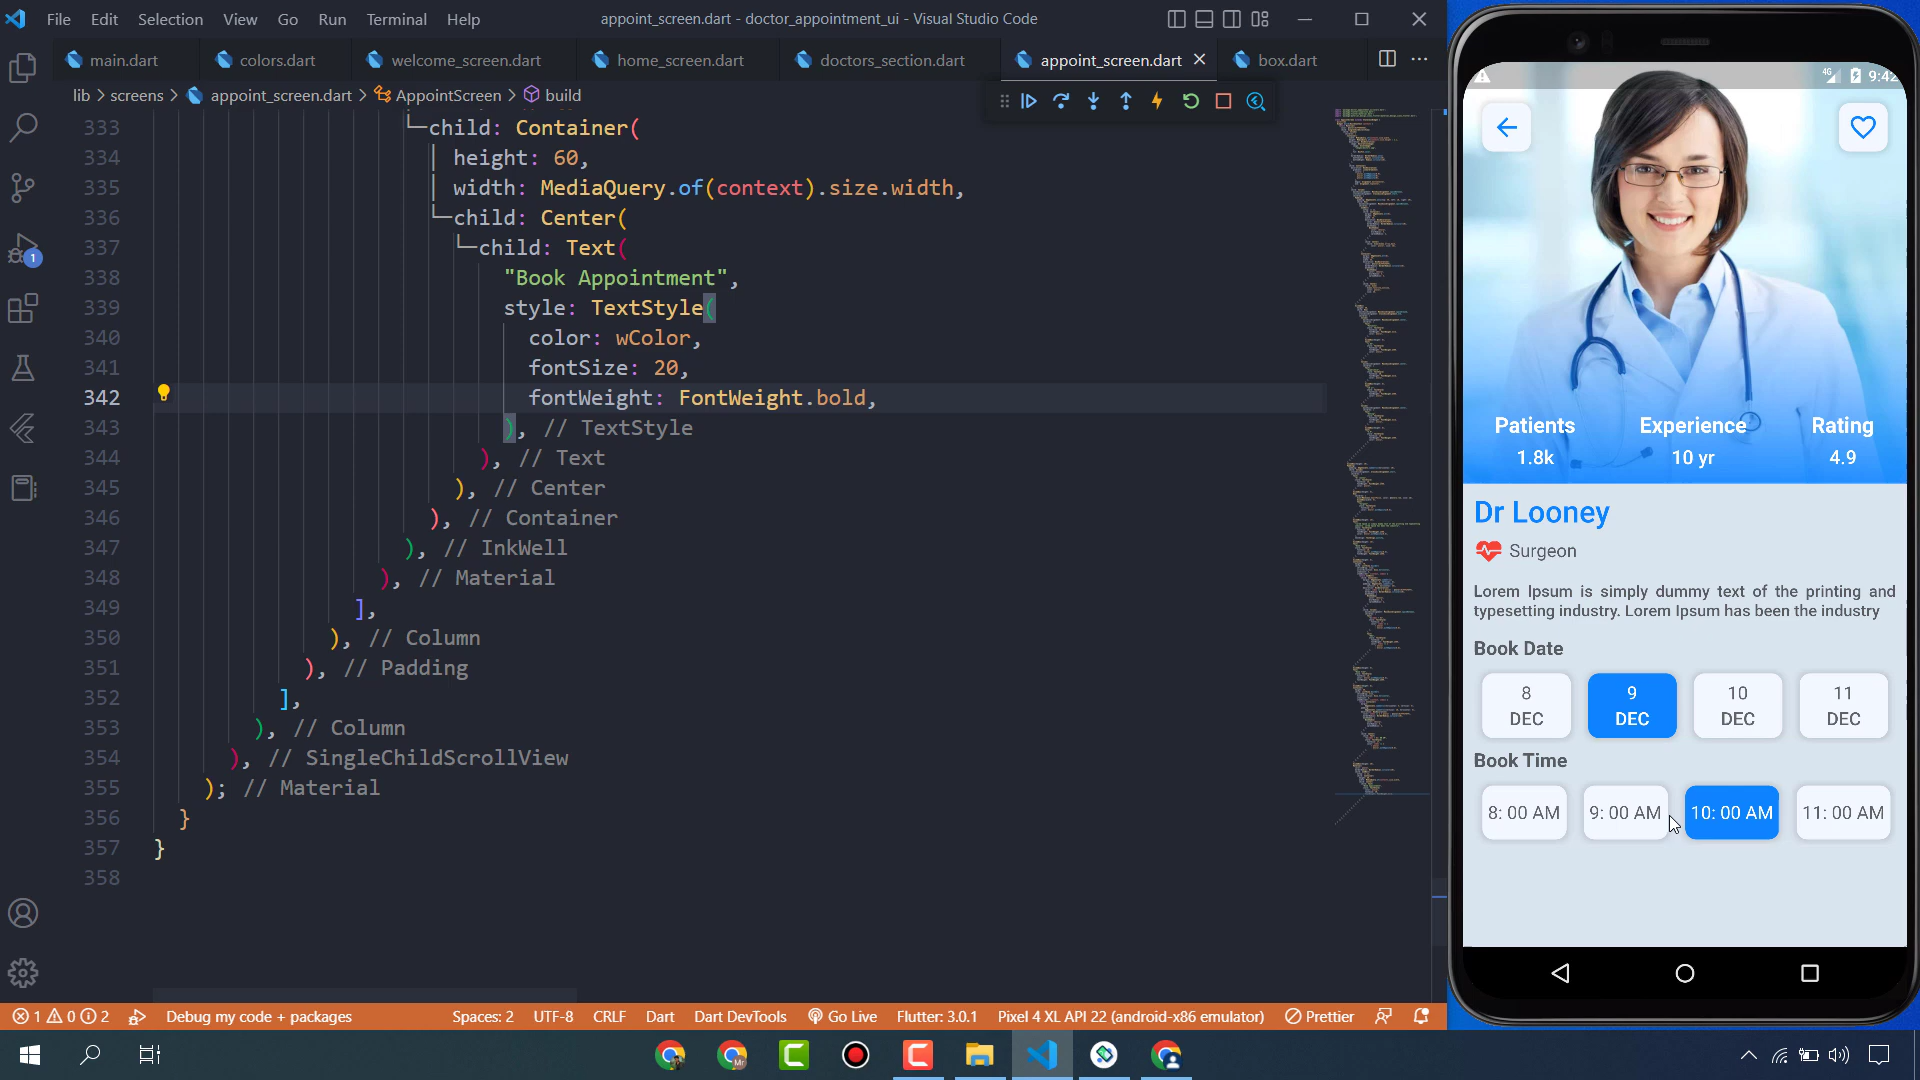 File Edit Selection View Go Run Terminal Help
appoint_screen.dart - doctor_appointment_ui - Visual Studio Code
main.dart
colors.dart
welcome_screen.dart
home_screen.dart
doctors_section.dart
appoint_screen.dart
box.dart
lib > screens > appoint_screen.dart > AppointScreen > build
333 child: Container(
334 height: 60,
335 width: MediaQuery.of(context).size.width,
336 child: Center(
337 child: Text(
338 "Book Appointment",
339 style: TextStyle(
340 color: wColor,
341 fontSize: 20,
342 fontWeight: FontWeight.bold,
343 ), // TextStyle
344 ), // Text
345 ), // Center
346 ), // Container
347 ), // InkWell
348 ), // Material
349 ],
350 ), // Column
351 ), // Padding
352 ],
353 ), // Column
354 ), // SingleChildScrollView
355 ); // Material
356 }
357 }
358
1
1 0 2 Debug my code + packages
Spaces: 2 UTF-8 CRLF Dart Dart DevTools Go Live Flutter: 3.0.1 Pixel 4 XL API 22 (android-x86 emulator) Prettier
4G 9:42
Patients Experience Rating
1.8k 10 yr 4.9
Dr Looney
Surgeon
Lorem Ipsum is simply dummy text of the printing and
typesetting industry. Lorem Ipsum has been the industry
Book Date
8 9 10 11
DEC DEC DEC DEC
Book Time
8: 00 AM 9: 00 AM 10: 00 AM 11: 00 AM